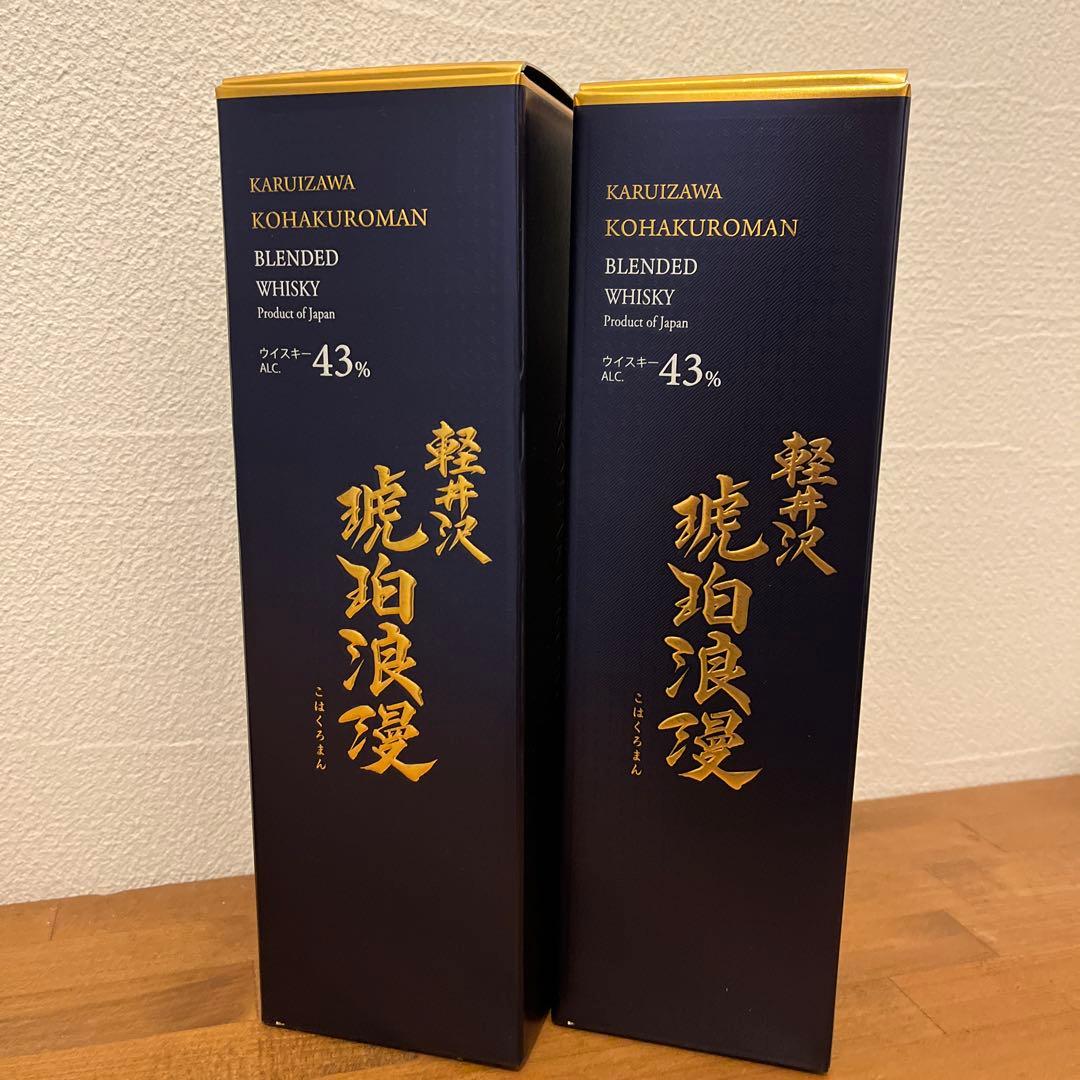 KARUIZAWA
KOHAKUROMAN
BLENDED
WHISKY
Product of Japan
ウイスキー
ALC.
43%
軽井沢
琥珀浪漫
こはくろまん
KARUIZAWA
KOHAKUROMAN
BLENDED
WHISKY
Product of Japan
ウイスキー
ALC.
43%
軽井沢
琥珀浪漫
こはくろまん